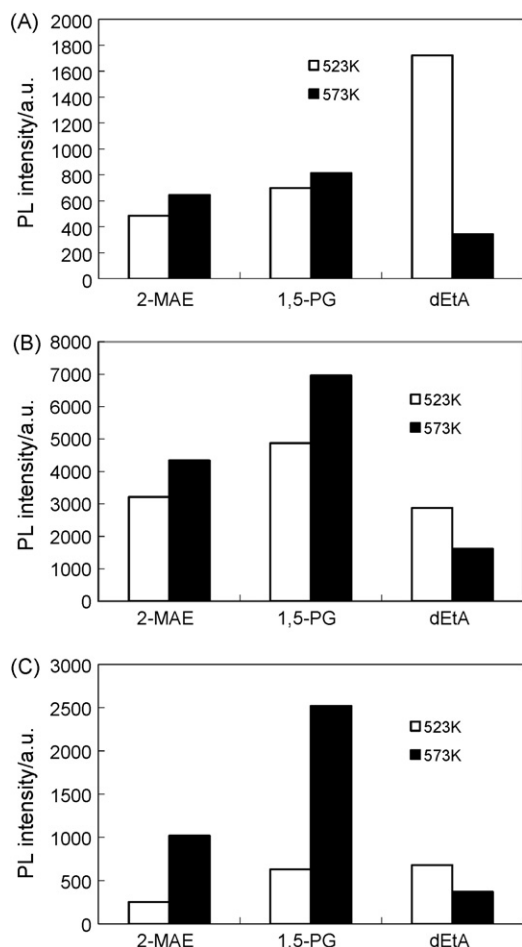 (A)
PL intensity/a.u.
2000
1800
1600
1400
1200
1000
800
600
400
200
0
523K
573K
2-MAE 1,5-PG dEtA
(B)
PL intensity/a.u.
8000
7000
6000
5000
4000
3000
2000
1000
0
523K
573K
2-MAE 1,5-PG dEtA
(C)
PL intensity/a.u.
3000
2500
2000
1500
1000
500
0
523K
573K
2-MAE 1,5-PG dEtA